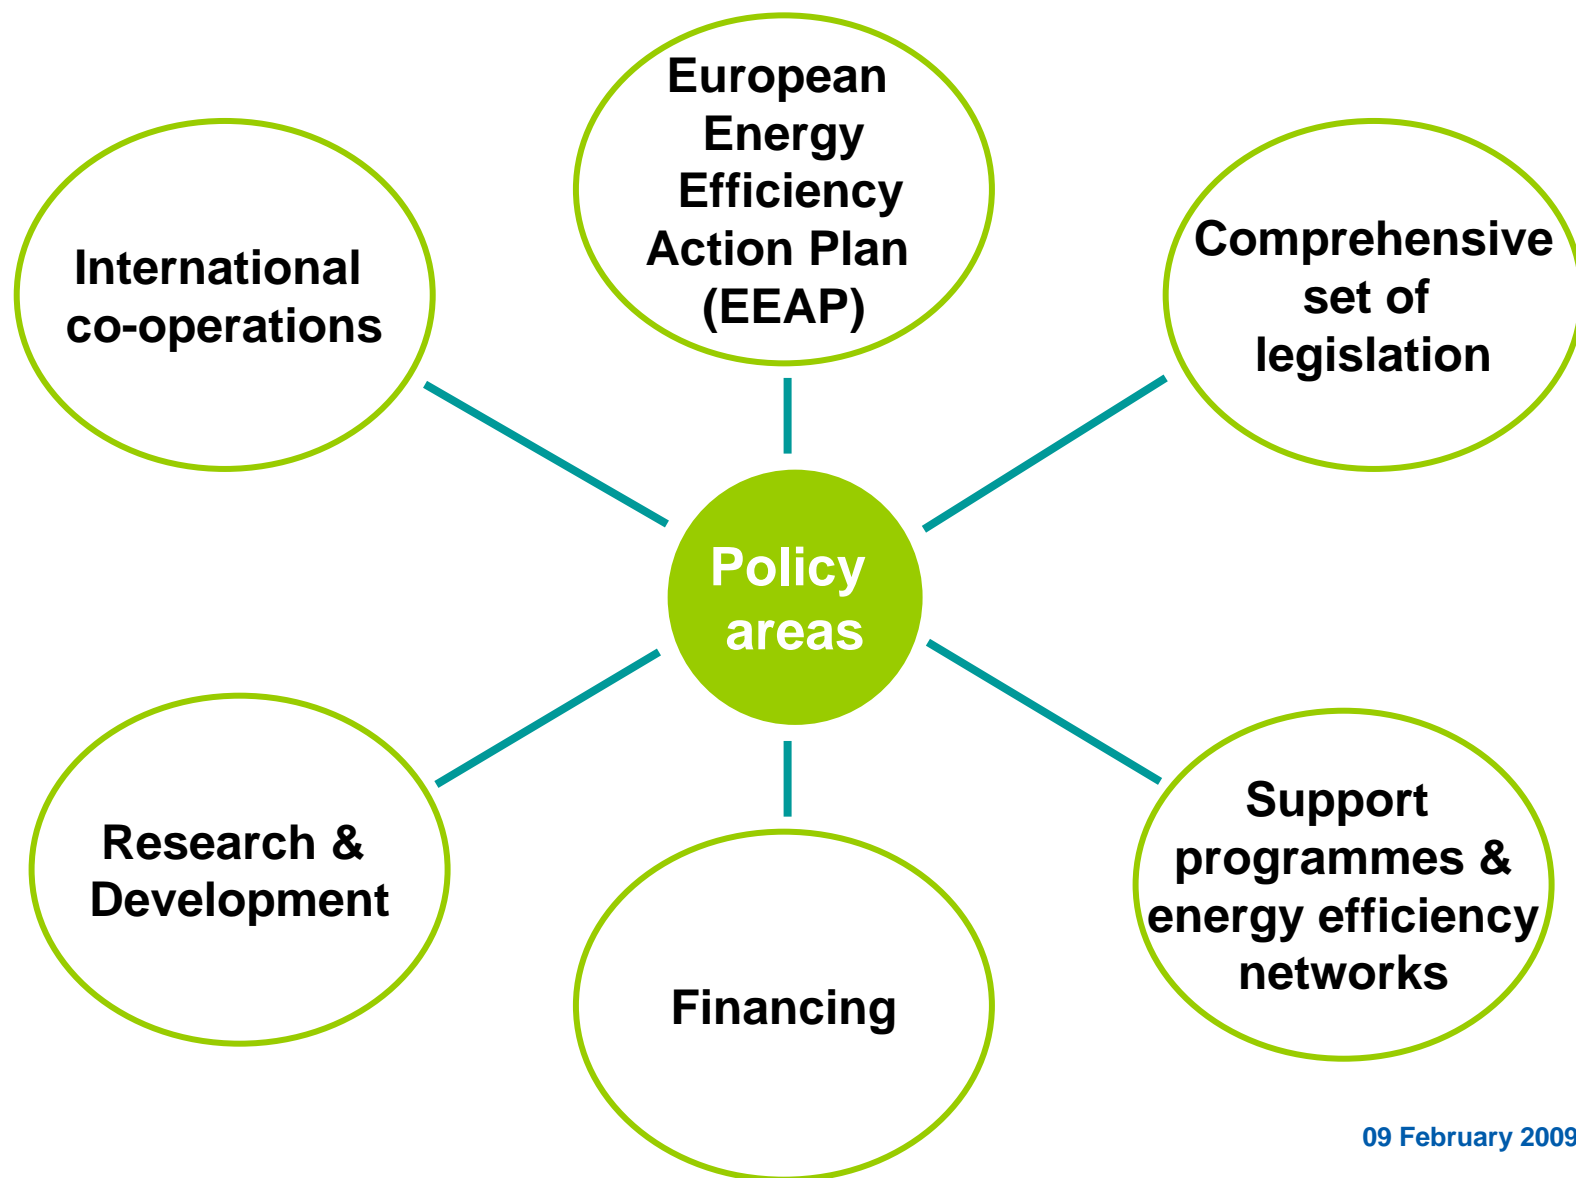 European
Energy
Efficiency
Action Plan
(EEAP)
International
co-operations
Comprehensive
set of
legislation
Policy
areas
Research &
Development
Support
programmes &
energy efficiency
networks
Financing
09 February 2009